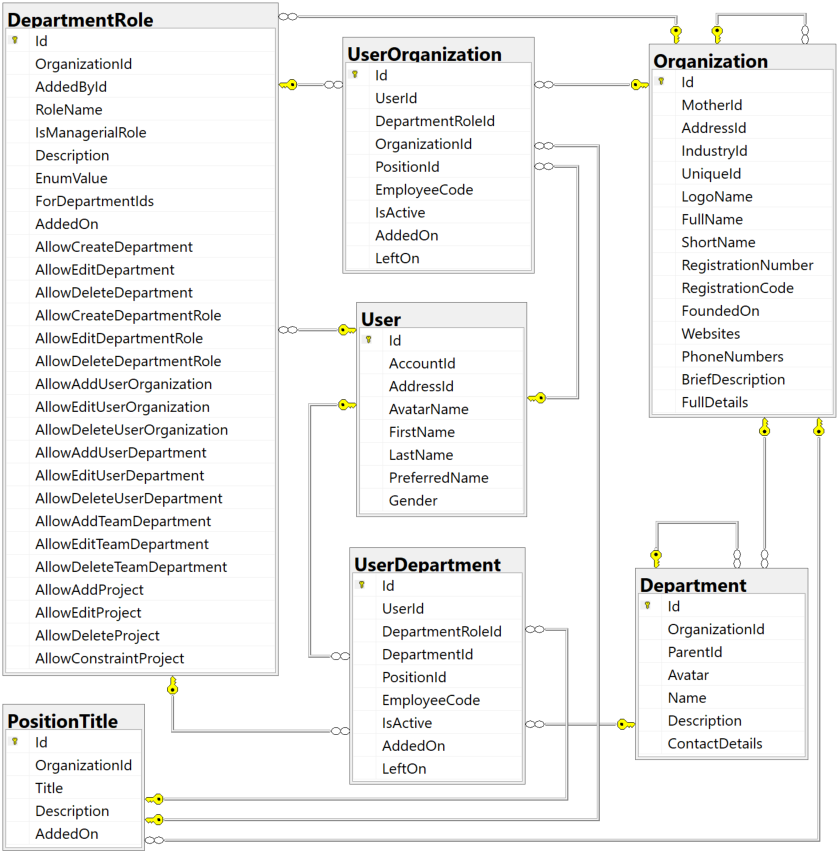 DepartmentRole
Id
OrganizationId
AddedById
RoleName
IsManagerialRole
Description
EnumValue
ForDepartmentIds
AddedOn
AllowCreateDepartment
AllowEditDepartment
AllowDeleteDepartment
AllowCreateDepartmentRole
AllowEditDepartmentRole
AllowDeleteDepartmentRole
AllowAddUserOrganization
AllowEditUserOrganization
AllowDeleteUserOrganization
AllowAddUserDepartment
AllowEditUserDepartment
AllowDeleteUserDepartment
AllowAddTeamDepartment
AllowEditTeamDepartment
AllowDeleteTeamDepartment
AllowAddProject
AllowEditProject
AllowDeleteProject
AllowConstraintProject
PositionTitle
Id
OrganizationId
Title
Description
AddedOn
UserOrganization
Id
UserId
DepartmentRoleId
OrganizationId
PositionId
EmployeeCode
IsActive
AddedOn
LeftOn
User
Id
AccountId
AddressId
AvatarName
FirstName
LastName
PreferredName
Gender
UserDepartment
Id
UserId
DepartmentRoleId
DepartmentId
PositionId
EmployeeCode
IsActive
AddedOn
LeftOn
Organization
Id
MotherId
AddressId
IndustryId
UniqueId
LogoName
FullName
ShortName
RegistrationNumber
RegistrationCode
FoundedOn
Websites
PhoneNumbers
BriefDescription
FullDetails
Department
Id
OrganizationId
ParentId
Avatar
Name
Description
ContactDetails